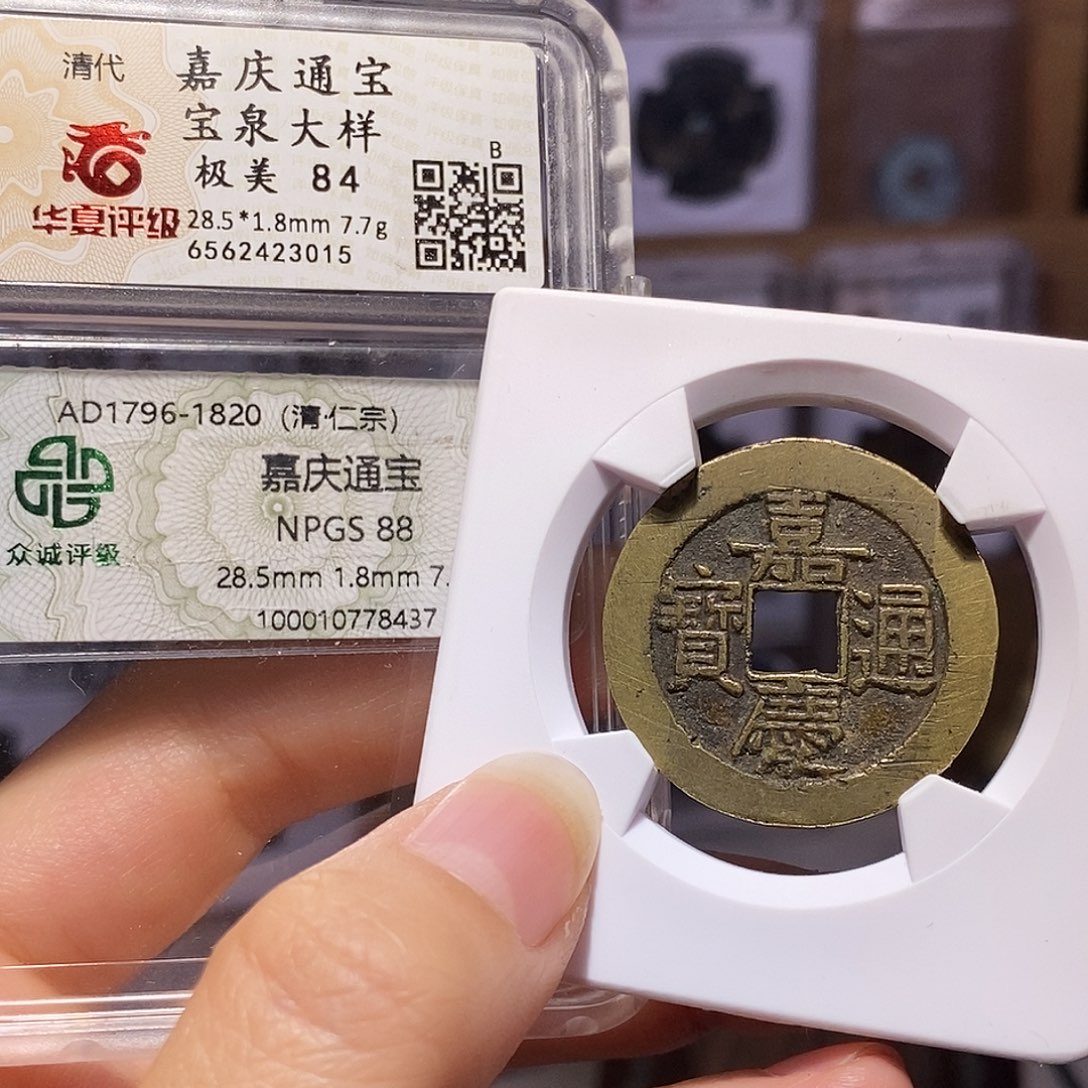 清代
嘉庆通宝
宝泉大样
极美 84
B
华夏评级
28.5*1.8mm 7.7g
6562423015
AD1796-1820 (清·仁宗)
嘉庆通宝
NPGS 88
众诚评级
28.5mm 1.8mm 7.
100010778437
嘉慶通寶